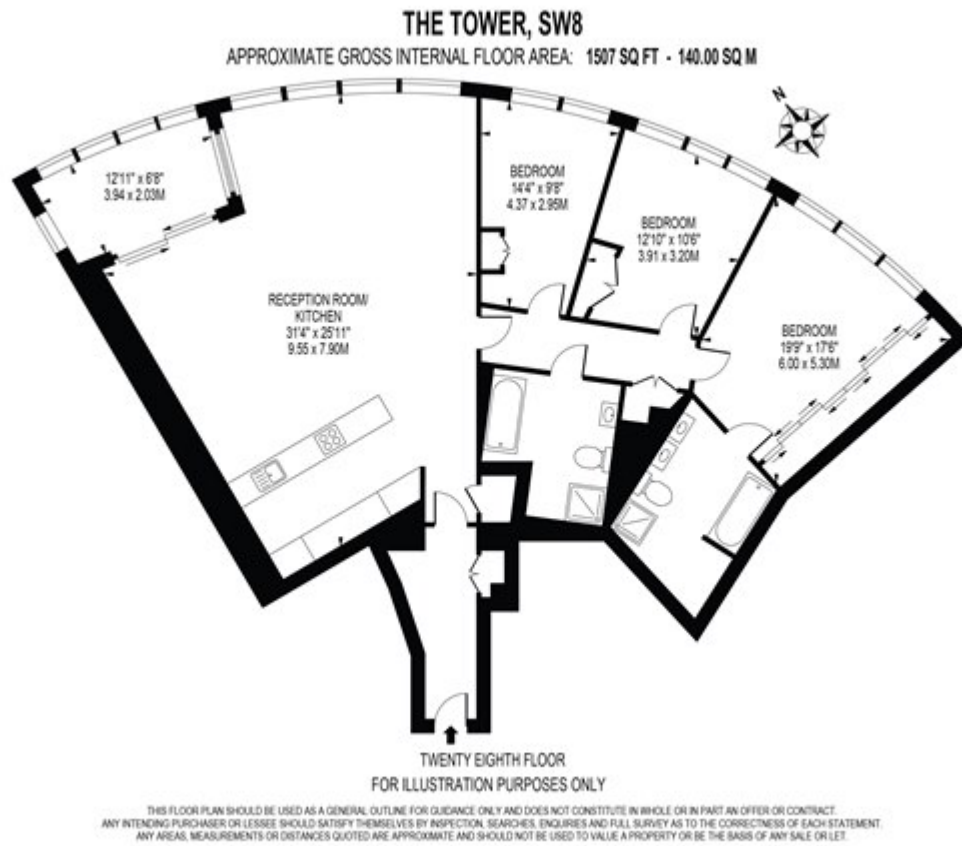 THE TOWER, SW8
APPROXIMATE GROSS INTERNAL FLOOR AREA: 1507 SQ FT - 140.00 SQ M
N
12'11" x 6'8"
3.94 x 2.03M
BEDROOM
14'4" x 9'8"
4.37 x 2.95M
BEDROOM
12'10" x 10'6"
3.91 x 3.20M
RECEPTION ROOM/
KITCHEN
31'4" x 25'11"
9.55 x 7.90M
BEDROOM
19'9" x 17'6"
6.00 x 5.30M
TWENTY EIGHTH FLOOR
FOR ILLUSTRATION PURPOSES ONLY
THIS FLOOR PLAN SHOULD BE USED AS A GENERAL OUTLINE FOR GUIDANCE ONLY AND DOES NOT CONSTITUTE IN WHOLE OR IN PART AN OFFER OR CONTRACT.
ANY INTENDING PURCHASER OR LESSEE SHOULD SATISFY THEMSELVES BY INSPECTION, SEARCHES, ENQUIRIES AND FULL SURVEY AS TO THE CORRECTNESS OF EACH STATEMENT.
ANY AREAS, MEASUREMENTS OR DISTANCES QUOTED ARE APPROXIMATE AND SHOULD NOT BE USED TO VALUE A PROPERTY OR BE THE BASIS OF ANY SALE OR LET.